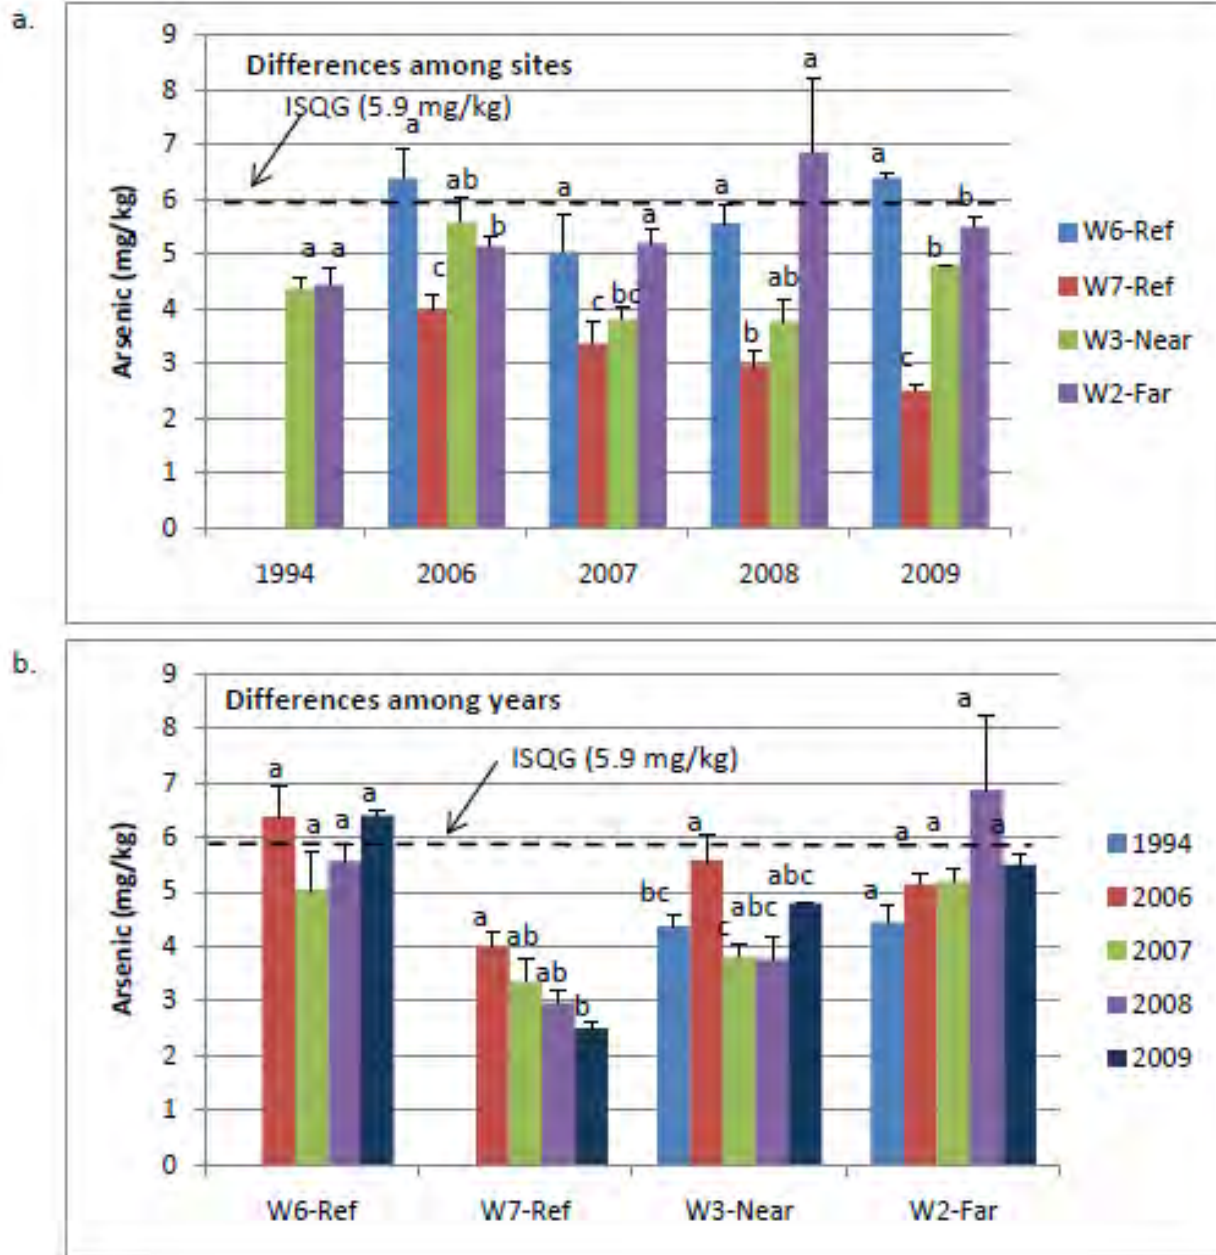 a.
Differences among sites
ISQG (5.9 mg/kg)
Arsenic (mg/kg)
9
8
7
6
5
4
3
2
1
0
a a
a c ab b
a c bc a
a b ab a
a c b b
1994 2006 2007 2008 2009
W6-Ref
W7-Ref
W3-Near
W2-Far
b.
Differences among years
ISQG (5.9 mg/kg)
Arsenic (mg/kg)
9
8
7
6
5
4
3
2
1
0
a a a a
a ab ab b
bc a c abc abc
a a a a a
W6-Ref W7-Ref W3-Near W2-Far
1994
2006
2007
2008
2009